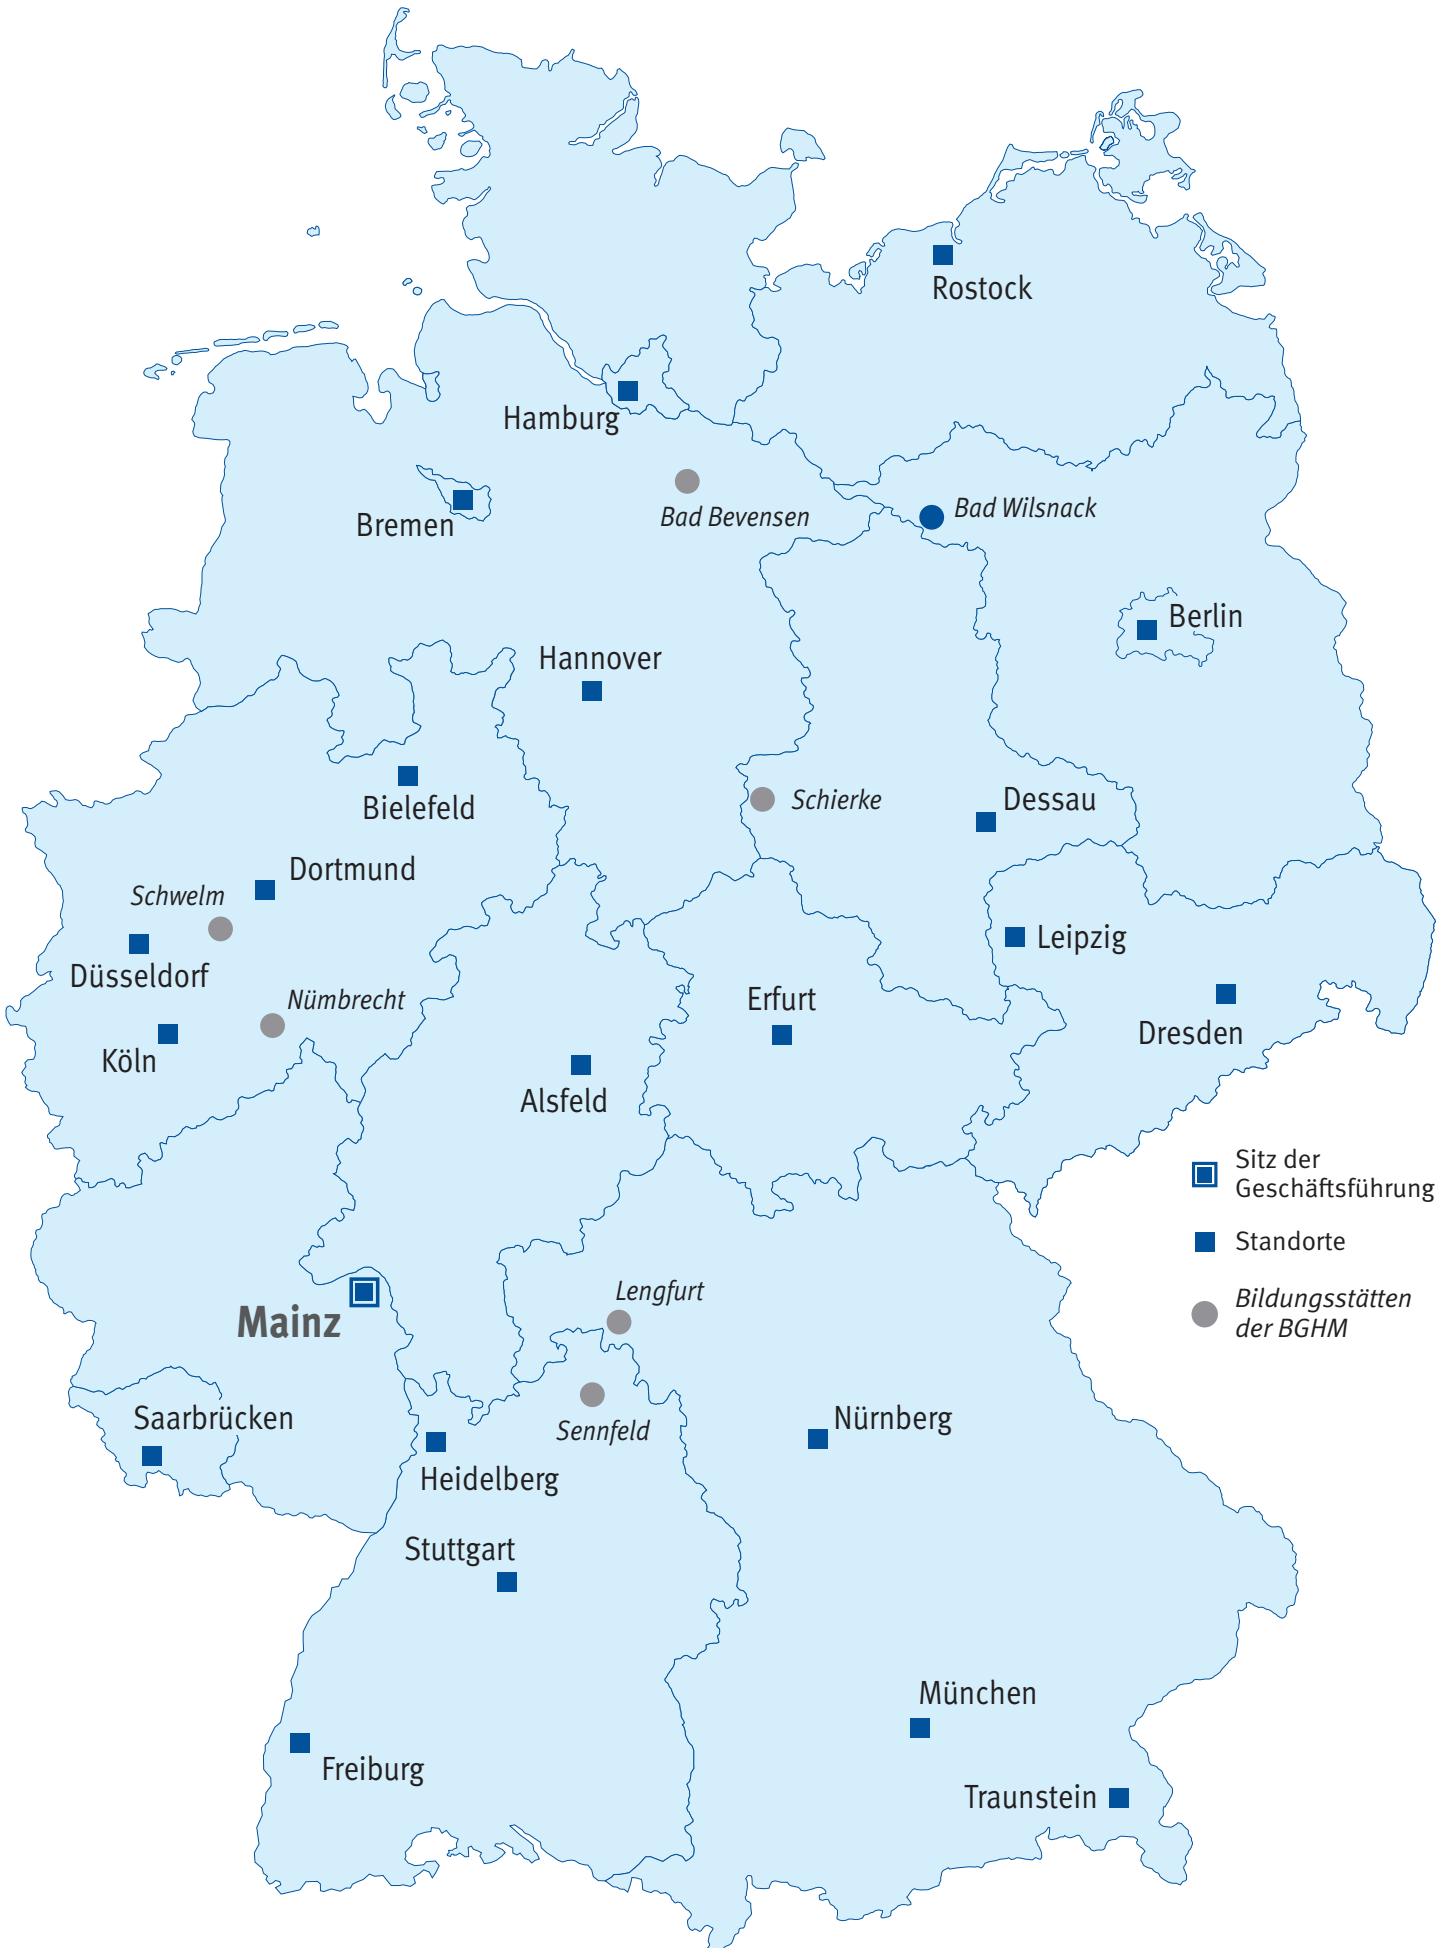 Rostock
Hamburg
Bad Bevensen
Bad Wilsnack
Bremen
Berlin
Hannover
Bielefeld
Schierke
Dessau
Dortmund
Schwelm
Leipzig
Düsseldorf
Nümbrecht
Erfurt
Dresden
Köln
Alsfeld
Sitz der
Geschäftsführung
Standorte
Bildungsstätten
der BGHM
Lengfurt
Mainz
Saarbrücken
Sennfeld
Nürnberg
Heidelberg
Stuttgart
München
Freiburg
Traunstein